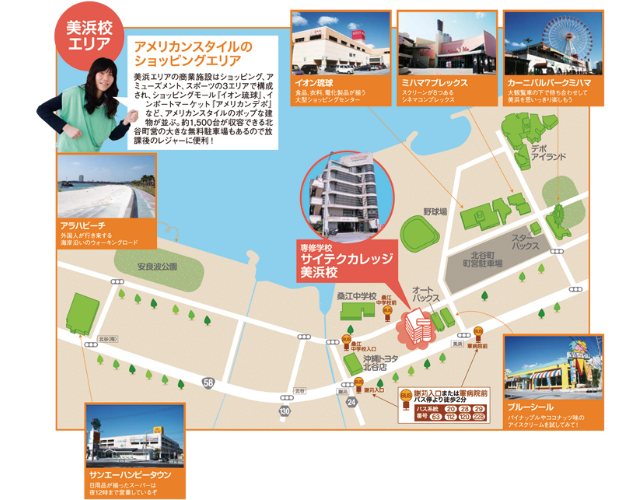 美浜校
エリア
アメリカンスタイルの
ショッピングエリア
美浜エリアの商業施設はショッピング、ア
ミューズメント、スポーツの3エリアで構成
され、ショッピングモール『イオン琉球』、イ
ンポートマーケット『アメリカンデポ』
など、アメリカンスタイルのポップな建
物が並ぶ。約1,500台が収容できる北
谷町営の大きな無料駐車場もあるので放
課後のレジャーに便利!
イオン琉球
食品、衣料、電化製品が揃う
大型ショッピングセンター
ミハマ7プレックス
スクリーンが7つある
シネマコンプレックス
カーニバルパークミハマ
大観覧車の下で待ち合わせして
美浜を思いっきり楽しもう
アラハビーチ
外国人が行き交する
海岸沿いのウォーキングロード
安良波公園
専修学校
サイテクカレッジ
美浜校
野球場
デポ
アイランド
スター
バックス
北谷町
町営駐車場
オート
バックス
桑江中学校
桑江
中学校前
BUS
BUS
桑江
中学校入口
沖縄トヨタ
北谷店
BUS
謝苅入口
BUS
軍病院前
美浜
北谷(南)
58
130
24
北谷
謝苅
BUS
謝苅入口または軍病院前
バス停より徒歩2分
バス系統
番号
20 28 29
63 112 120 228
ブルーシール
パイナップルやココナッツ味の
アイスクリームを試してみて!
サンエーハンビータウン
日用品が揃ったスーパーは
夜12時まで営業しているぞ